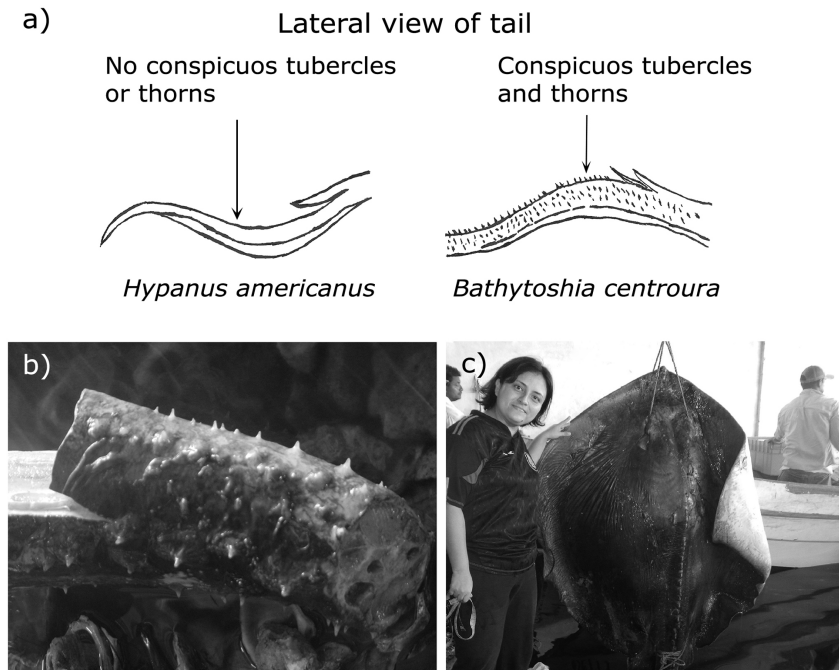 a)
Lateral view of tail
No conspicuos tubercles
or thorns
Conspicuos tubercles
and thorns
Hypanus americanus
Bathytoshia centroura
b)
c)